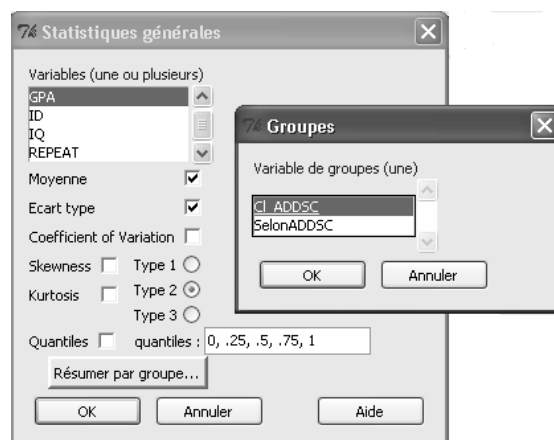 Statistiques générales
Variables (une ou plusieurs)
GPA
ID
IQ
REPEAT
Moyenne
Ecart type
Coefficient of Variation
Skewness Type 1
Kurtosis Type 2
Type 3
Quantiles quantiles : 0, .25, .5, .75, 1
Résumer par groupe...
OK Annuler Aide
Groupes
Variable de groupes (une)
Cl_ADDSC
SelonADDSC
OK Annuler